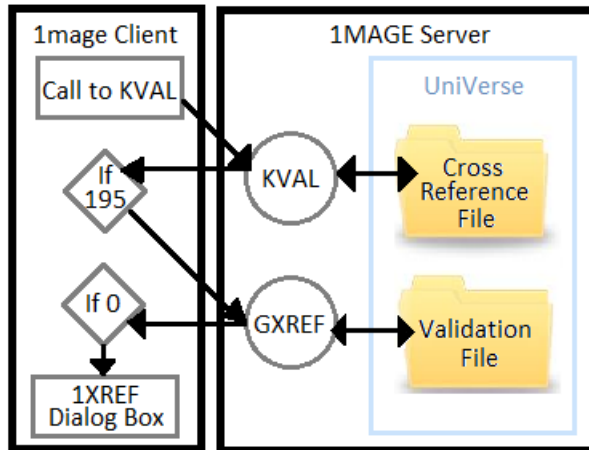 1mage Client
1MAGE Server
Call to KVAL
UniVerse
If
195
KVAL
Cross
Reference
File
If 0
GXREF
Validation
File
1XREF
Dialog Box